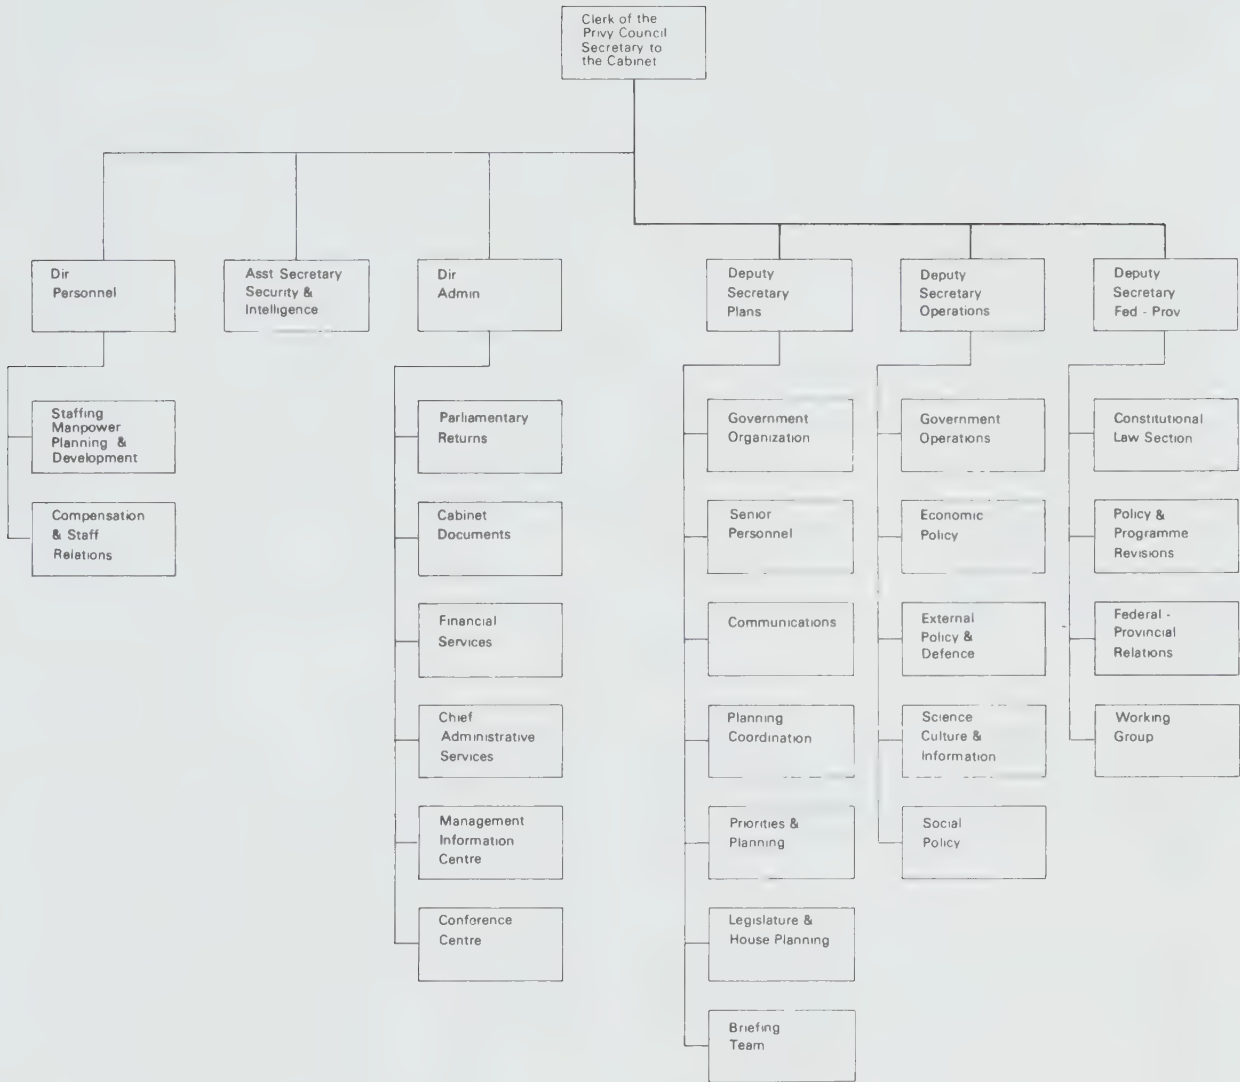 Clerk of the
Privy Council
Secretary to
the Cabinet
Dir
Personnel
Asst Secretary
Security &
Intelligence
Dir
Admin
Deputy
Secretary
Plans
Deputy
Secretary
Operations
Deputy
Secretary
Fed - Prov
Staffing
Manpower
Planning &
Development
Compensation
& Staff
Relations
Parliamentary
Returns
Cabinet
Documents
Financial
Services
Chief
Administrative
Services
Management
Information
Centre
Conference
Centre
Government
Organization
Senior
Personnel
Communications
Planning
Coordination
Priorities &
Planning
Legislature &
House Planning
Briefing
Team
Government
Operations
Economic
Policy
External
Policy &
Defence
Science
Culture &
Information
Social
Policy
Constitutional
Law Section
Policy &
Programme
Revisions
Federal -
Provincial
Relations
Working
Group